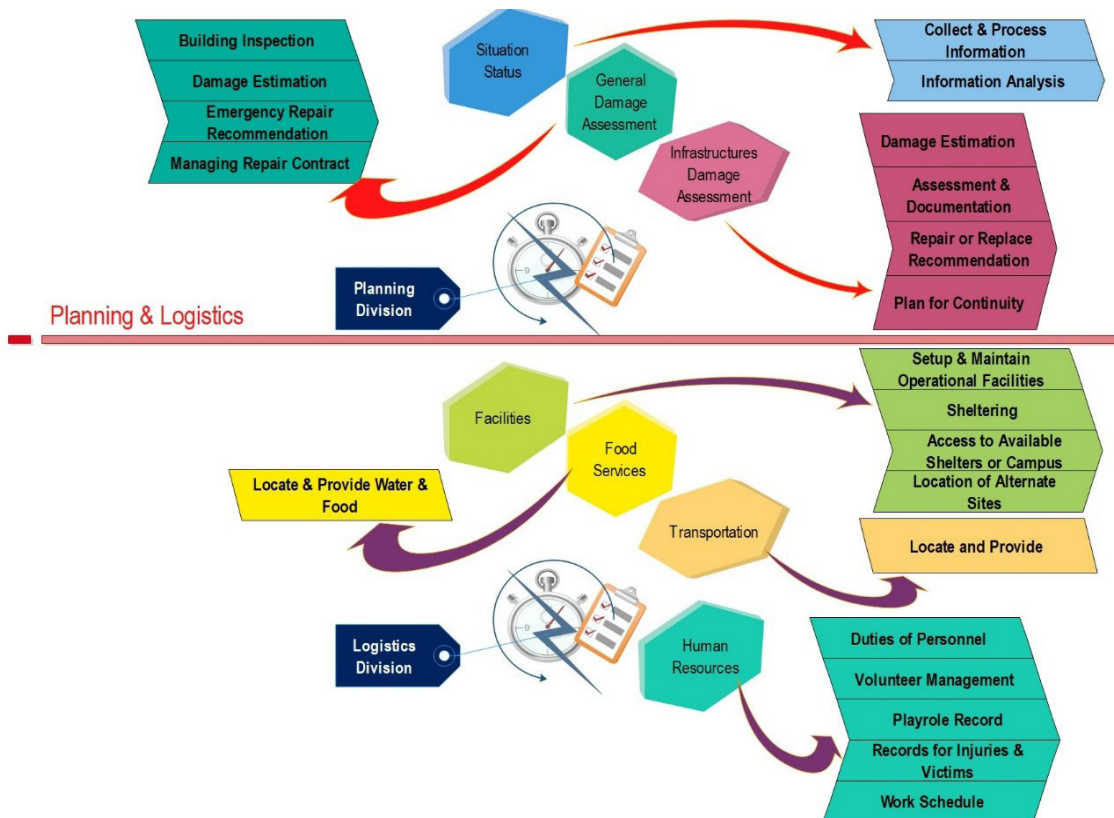 Building Inspection
Damage Estimation
Emergency Repair
Recommendation
Managing Repair Contract
Situation
Status
General
Damage
Assessment
Infrastructures
Damage
Assessment
Collect & Process
Information
Information Analysis
Damage Estimation
Assessment &
Documentation
Repair or Replace
Recommendation
Plan for Continuity
Planning
Division
9
Planning & Logistics
Facilities
Food
Services
Transportation
Human
Resources
Locate & Provide Water &
Food
Setup & Maintain
Operational Facilities
Sheltering
Access to Available
Shelters or Campus
Location of Alternate
Sites
Locate and Provide
Logistics
Division
9
Duties of Personnel
Volunteer Management
Playrole Record
Records for Injuries &
Victims
Work Schedule